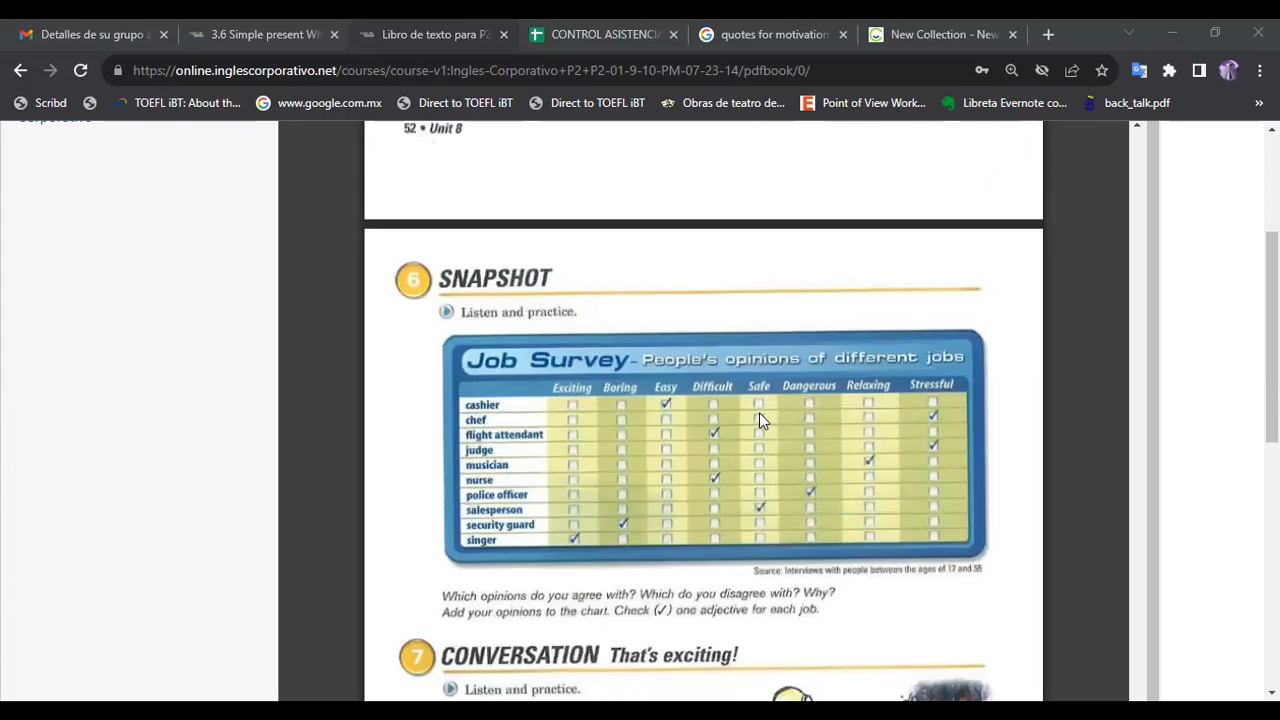 Detalles de su grupo a
3.6 Simple present Wh
Libro de texto para P2
CONTROL ASISTENCIA
quotes for motivation
New Collection - New
https://online.inglescorporativo.net/courses/course-v1:Ingles-Corporativo+P2+P2-01-9-10-PM-07-23-14/pdfbook/0/
Scribd
TOEFL iBT: About th...
www.google.com.mx
Direct to TOEFL iBT
Direct to TOEFL iBT
Obras de teatro de...
Point of View Work...
Libreta Evernote co...
back_talk.pdf
»
52 • Unit 8
6 SNAPSHOT
Listen and practice.
Job Survey - People's opinions of different jobs
Exciting Boring Easy Difficult Safe Dangerous Relaxing Stressful
cashier
chef
flight attendant
judge
musician
nurse
police officer
salesperson
security guard
singer
Source: Interviews with people between the ages of 17 and 55
Which opinions do you agree with? Which do you disagree with? Why?
Add your opinions to the chart. Check (✓) one adjective for each job.
7 CONVERSATION That's exciting!
Listen and practice.